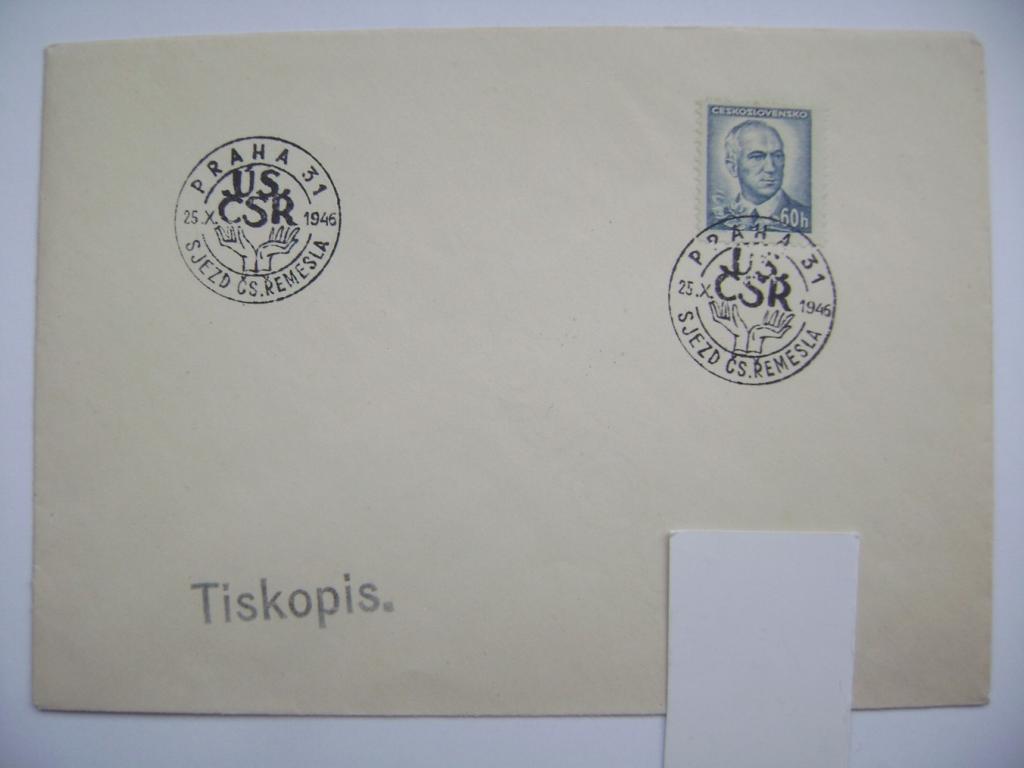 PRAHA 31
ÚS.
ČSR
25.X. 1946
SJEZD ČS. ŘEMESLA
ČESKOSLOVENSKO
60h
PRAHA 31
ÚS.
ČSR
25.X. 1946
SJEZD ČS. ŘEMESLA
Tiskopis.